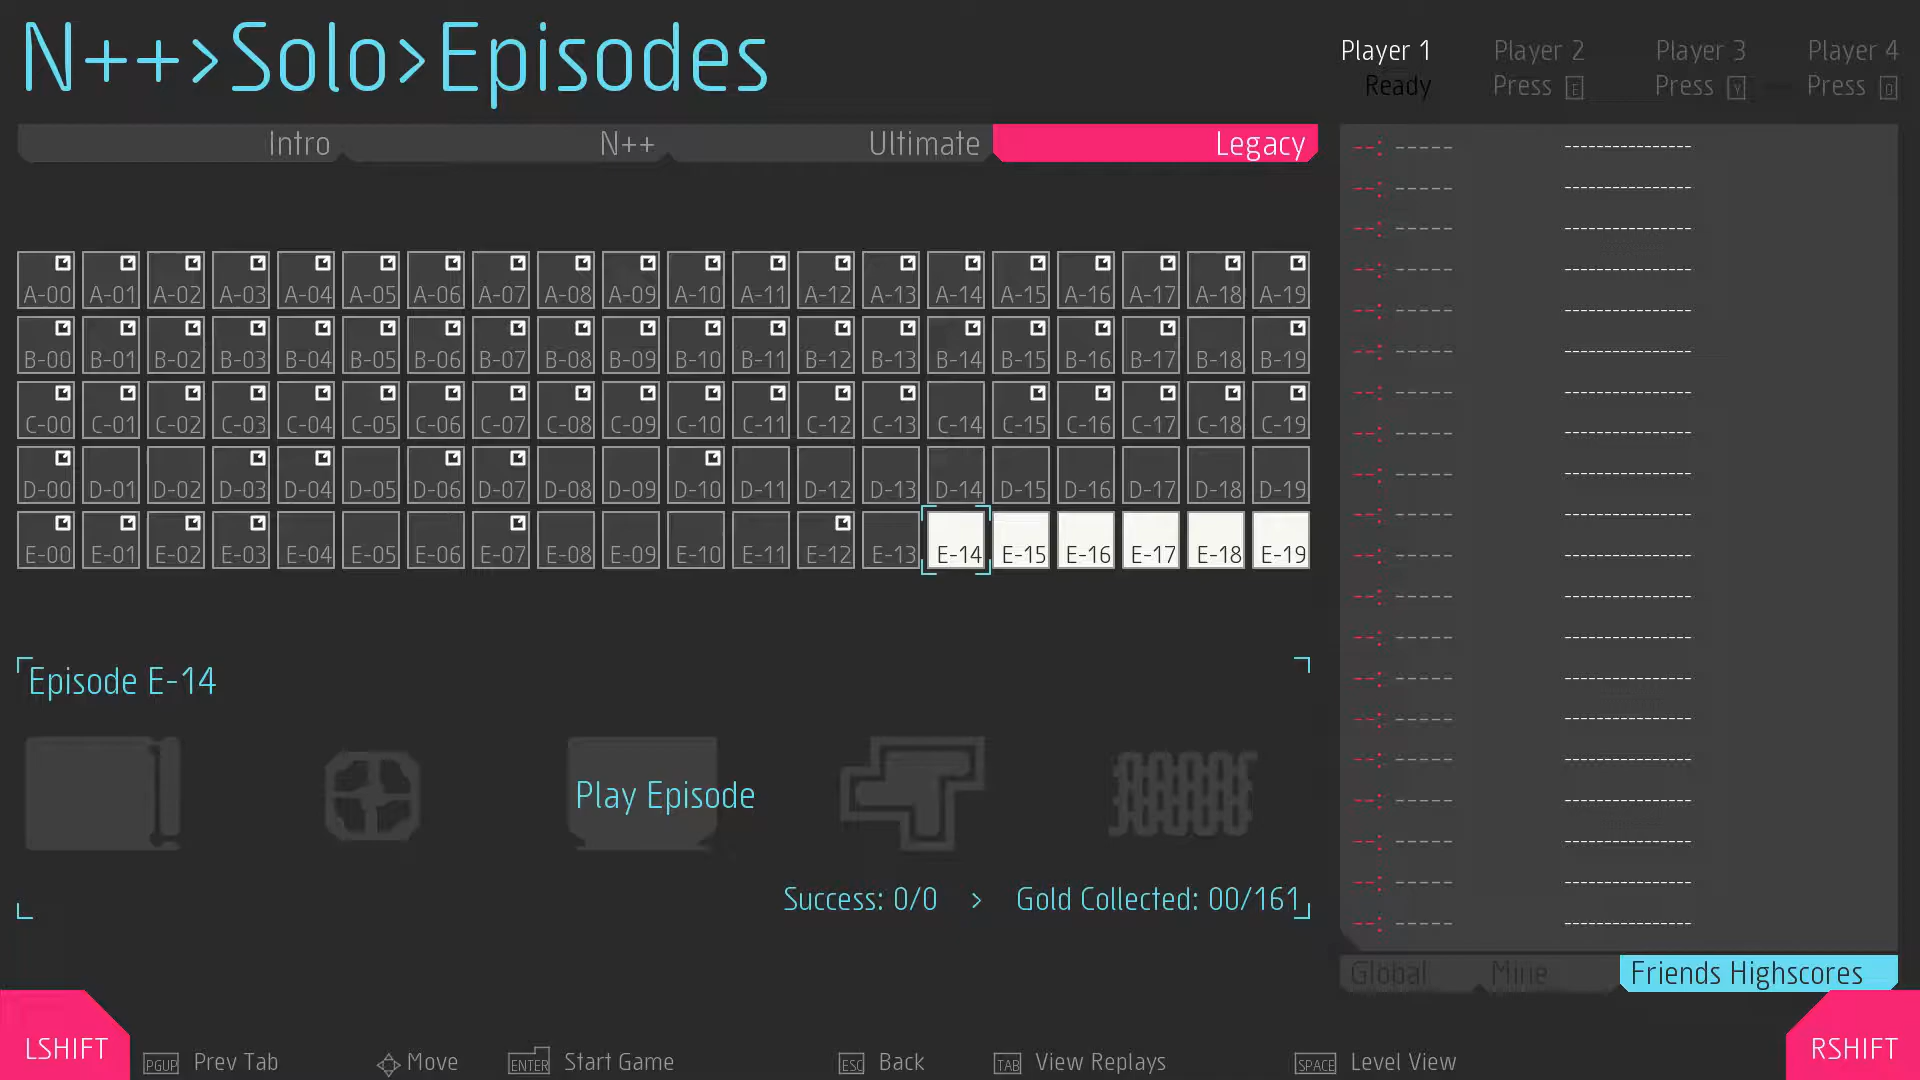 N++>Solo>Episodes
Player 1 Player 2 Player 3 Player 4
Ready Press E Press Y Press O
Intro N++ Ultimate Legacy
A-00 A-01 A-02 A-03 A-04 A-05 A-06 A-07 A-08 A-09 A-10 A-11 A-12 A-13 A-14 A-15 A-16 A-17 A-18 A-19
B-00 B-01 B-02 B-03 B-04 B-05 B-06 B-07 B-08 B-09 B-10 B-11 B-12 B-13 B-14 B-15 B-16 B-17 B-18 B-19
C-00 C-01 C-02 C-03 C-04 C-05 C-06 C-07 C-08 C-09 C-10 C-11 C-12 C-13 C-14 C-15 C-16 C-17 C-18 C-19
D-00 D-01 D-02 D-03 D-04 D-05 D-06 D-07 D-08 D-09 D-10 D-11 D-12 D-13 D-14 D-15 D-16 D-17 D-18 D-19
E-00 E-01 E-02 E-03 E-04 E-05 E-06 E-07 E-08 E-09 E-10 E-11 E-12 E-13 E-14 E-15 E-16 E-17 E-18 E-19
Episode E-14
Play Episode
Success: 0/0 > Gold Collected: 00/161
Global Mine Friends Highscores
LSHIFT PGUP Prev Tab Move ENTER Start Game ESC Back TAB View Replays SPACE Level View RSHIFT